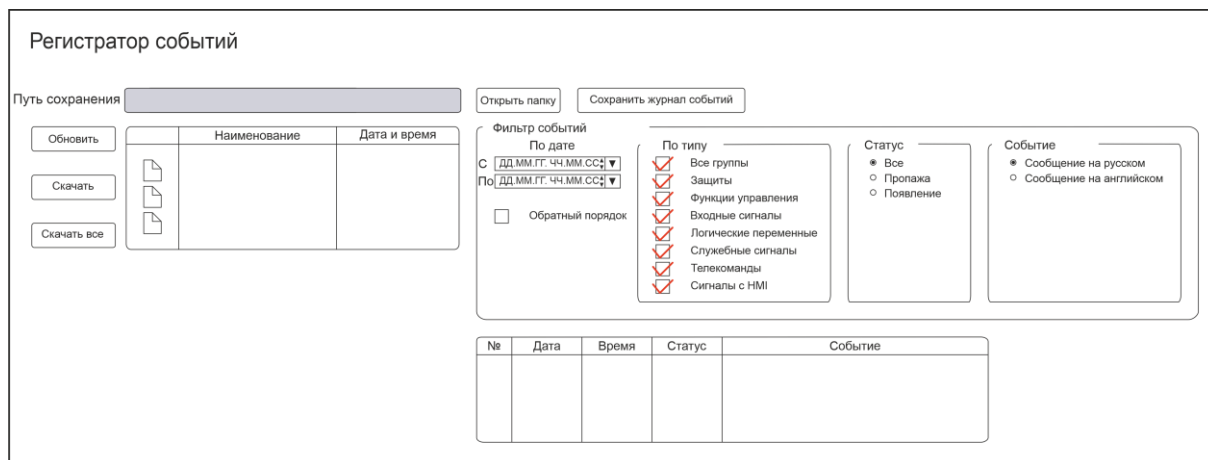 Регистратор событий
Путь сохранения
Открыть папку
Сохранить журнал событий
Обновить
Скачать
Скачать все
Наименование
Дата и время
Фильтр событий
По дате
С ДД.ММ.ГГ. ЧЧ.ММ.СС
По ДД.ММ.ГГ. ЧЧ.ММ.СС
Обратный порядок
По типу
Все группы
Защиты
Функции управления
Входные сигналы
Логические переменные
Служебные сигналы
Телекоманды
Сигналы с HMI
Статус
Все
Пропажа
Появление
Событие
Сообщение на русском
Сообщение на английском
№ Дата Время Статус Событие